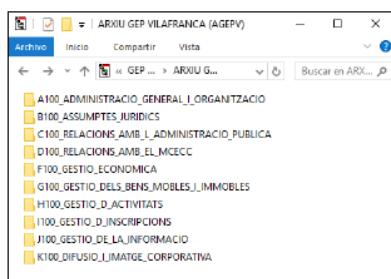 ARXIU GEP VILAFRANCA (AGEPV)
Archivo Inicio Compartir Vista
« GEP ... › ARXIU G... Buscar en ARX...
A100_ADMINISTRACIO_GENERAL_I_ORGANITZACIO
B100_ASSUMPTES_JURIDICS
C100_RELACIONS_AMB_L_ADMINISTRACIO_PUBLICA
D100_RELACIONS_AMB_EL_MCECC
F100_GESTIO_ECONOMICA
G100_GESTIO_DELS_BENS_MOBLES_I_IMMOBLES
H100_GESTIO_D_ACTIVITATS
I100_GESTIO_D_INSCRIPCIONS
J100_GESTIO_DE_LA_INFORMACIO
K100_DIFUSIO_I_IMATGE_CORPORATIVA